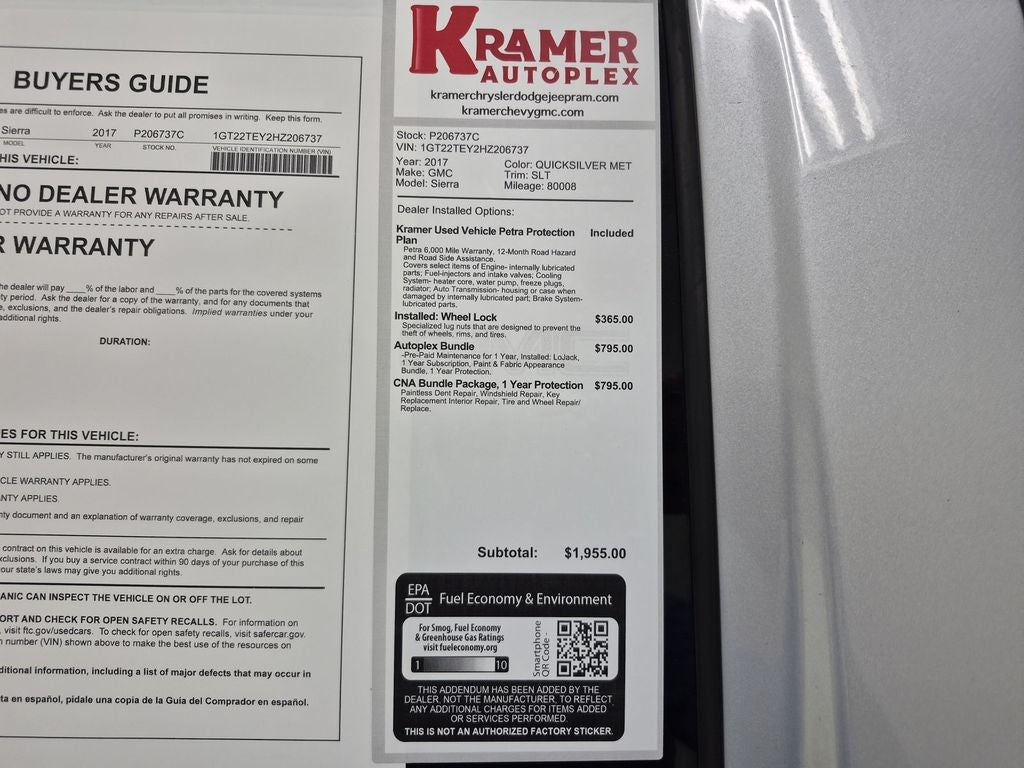 BUYERS GUIDE
es are difficult to enforce. Ask the dealer to put all promises in writing. Keep this form.
Sierra 2017 P206737C 1GT22TEY2HZ206737
MODEL YEAR STOCK NO. VEHICLE IDENTIFICATION NUMBER (VIN)
HIS VEHICLE:
NO DEALER WARRANTY
OT PROVIDE A WARRANTY FOR ANY REPAIRS AFTER SALE.
R WARRANTY
he dealer will pay ____% of the labor and ____% of the parts for the covered systems
ty period. Ask the dealer for a copy of the warranty, and for any documents that
e, exclusions, and the dealer's repair obligations. Implied warranties under your
additional rights.
DURATION:
ES FOR THIS VEHICLE:
Y STILL APPLIES. The manufacturer's original warranty has not expired on some
CLE WARRANTY APPLIES.
NTY APPLIES.
nty document and an explanation of warranty coverage, exclusions, and repair
contract on this vehicle is available for an extra charge. Ask for details about
xclusions. If you buy a service contract within 90 days of your purchase of this
our state's laws may give you additional rights.
ANIC CAN INSPECT THE VEHICLE ON OR OFF THE LOT.
ORT AND CHECK FOR OPEN SAFETY RECALLS. For information on
visit ftc.gov/usedcars. To check for open safety recalls, visit safercar.gov.
n number (VIN) shown above to make the best use of the resources on
ditional information, including a list of major defects that may occur in
ta en español, pidale una copia de la Guia del Comprador en español.
KRAMER
AUTOPLEX
kramerchryslerdodgejeepram.com
kramerchevygmc.com
Stock: P206737C
VIN: 1GT22TEY2HZ206737
Year: 2017 Color: QUICKSILVER MET
Make: GMC Trim: SLT
Model: Sierra Mileage: 80008
Dealer Installed Options:
Kramer Used Vehicle Petra Protection Included
Plan
Petra 6,000 Mile Warranty, 12-Month Road Hazard
and Road Side Assistance.
Covers select items of Engine- internally lubricated
parts; Fuel-injectors and intake valves; Cooling
System- heater core, water pump, freeze plugs,
radiator; Auto Transmission- housing or case when
damaged by internally lubricated part; Brake System-
lubricated parts.
Installed: Wheel Lock $365.00
Specialized lug nuts that are designed to prevent the
theft of wheels, rims, and tires.
Autoplex Bundle $795.00
-Pre-Paid Maintenance for 1 Year, Installed: LoJack,
1 Year Subscription, Paint & Fabric Appearance
Bundle, 1 Year Protection.
CNA Bundle Package, 1 Year Protection $795.00
Paintless Dent Repair, Windshield Repair, Key
Replacement Interior Repair, Tire and Wheel Repair/
Replace.
Subtotal: $1,955.00
EPA
DOT Fuel Economy & Environment
For Smog, Fuel Economy
& Greenhouse Gas Ratings
visit fueleconomy.org
1 10
Smartphone
QR Code -
THIS ADDENDUM HAS BEEN ADDED BY THE
DEALER, NOT THE MANUFACTURER, TO REFLECT
ANY ADDITIONAL CHARGES FOR ITEMS ADDED
OR SERVICES PERFORMED.
THIS IS NOT AN AUTHORIZED FACTORY STICKER.